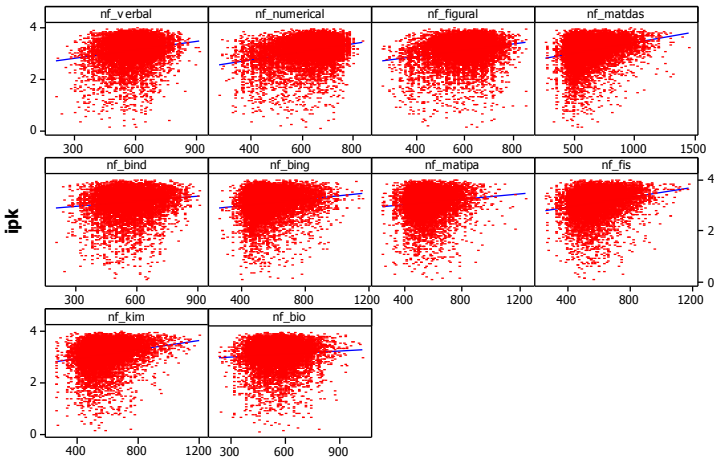 nf_verbal nf_numerical nf_figural nf_matdas
4
2
0
300 600 900 200 400 600 800 400 600 800 500 1000 1500
nf_bind nf_bing nf_matipa nf_fis
4
2
0
300 600 900 400 800 1200 400 800 1200 400 800 1200
ipk
nf_kim nf_bio
4
2
0
400 800 1200 300 600 900